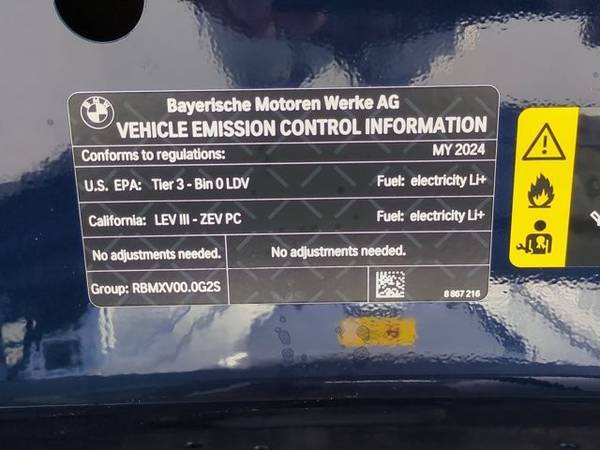 BMW
Bayerische Motoren Werke AG
VEHICLE EMISSION CONTROL INFORMATION
Conforms to regulations: MY 2024
U.S. EPA: Tier 3 - Bin 0 LDV Fuel: electricity Li+
California: LEV III - ZEV PC Fuel: electricity Li+
No adjustments needed. No adjustments needed.
Group: RBMXV00.0G2S
8 867 216